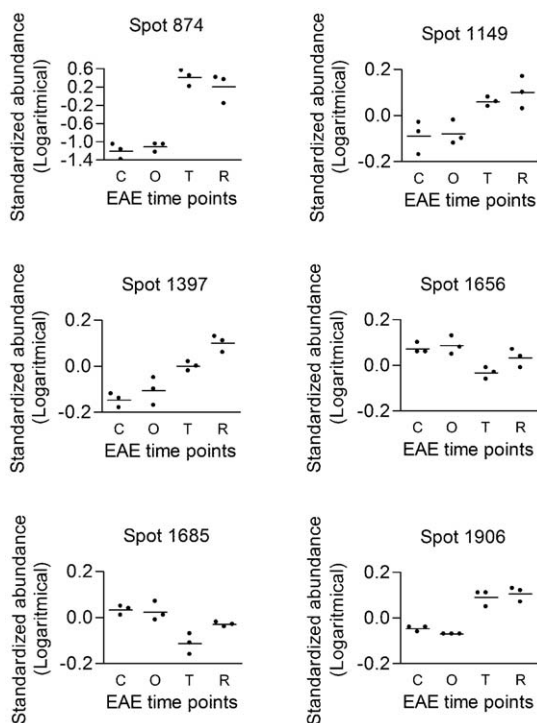 Spot 874
Standardized abundance
(Logaritmical)
0.6
0.2
-0.2
-1.0
-1.4
C O T R
EAE time points
Spot 1149
Standardized abundance
(Logaritmical)
0.2
0.0
-0.2
C O T R
EAE time points
Spot 1397
Standardized abundance
(Logaritmical)
0.2
0.0
-0.2
C O T R
EAE time points
Spot 1656
Standardized abundance
(Logaritmical)
0.2
0.0
-0.2
C O T R
EAE time points
Spot 1685
Standardized abundance
(Logaritmical)
0.2
0.0
-0.2
C O T R
EAE time points
Spot 1906
Standardized abundance
(Logaritmical)
0.2
0.0
-0.2
C O T R
EAE time points